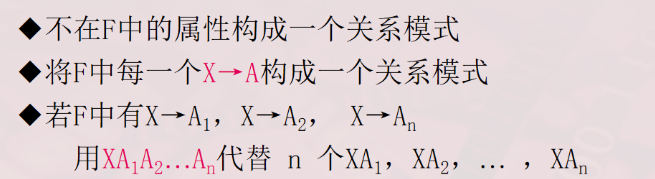 ◆不在F中的属性构成一个关系模式
◆将F中每一个X→A构成一个关系模式
◆若F中有X→A₁，X→A₂， X→Aₙ
用XA₁A₂…Aₙ代替 n 个XA₁，XA₂，… ，XAₙ